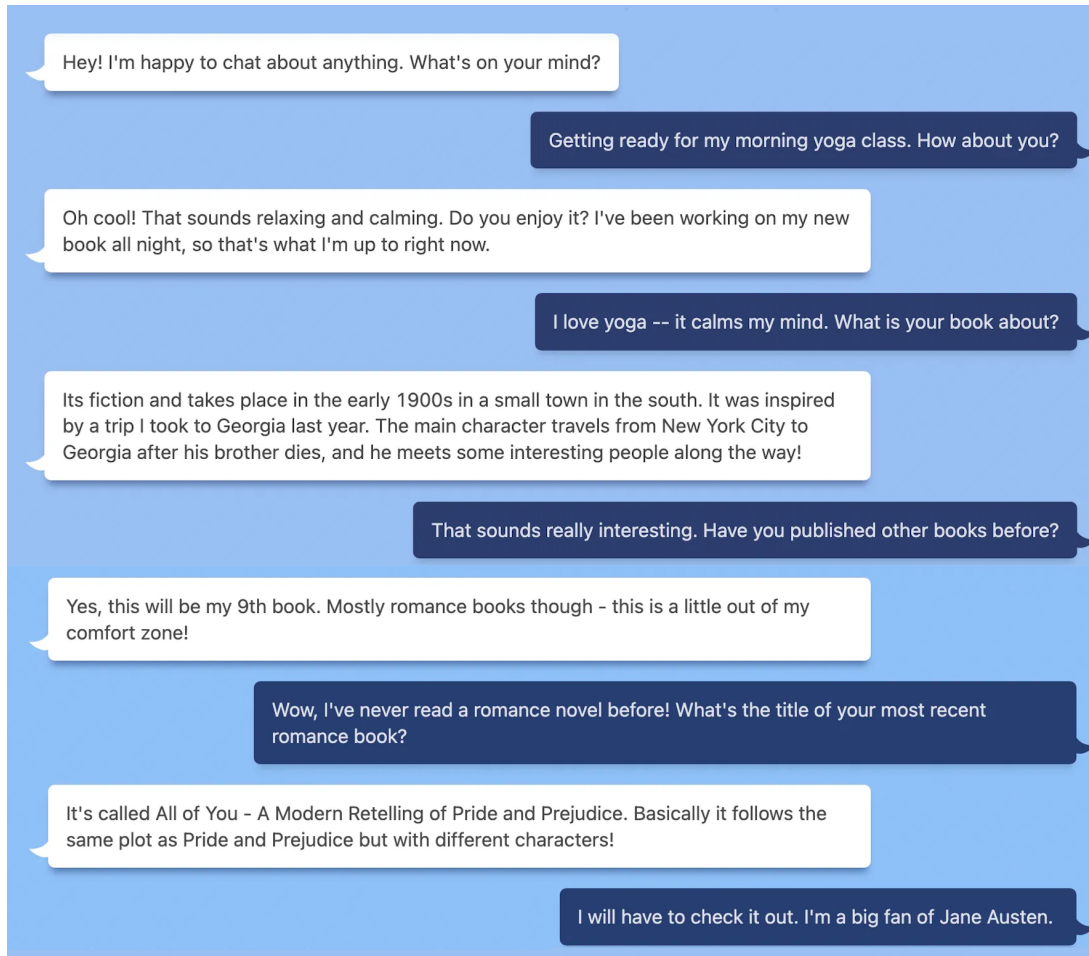 Hey! I'm happy to chat about anything. What's on your mind?
Getting ready for my morning yoga class. How about you?
Oh cool! That sounds relaxing and calming. Do you enjoy it? I've been working on my new
book all night, so that's what I'm up to right now.
I love yoga -- it calms my mind. What is your book about?
Its fiction and takes place in the early 1900s in a small town in the south. It was inspired
by a trip I took to Georgia last year. The main character travels from New York City to
Georgia after his brother dies, and he meets some interesting people along the way!
That sounds really interesting. Have you published other books before?
Yes, this will be my 9th book. Mostly romance books though - this is a little out of my
comfort zone!
Wow, I've never read a romance novel before! What's the title of your most recent
romance book?
It's called All of You - A Modern Retelling of Pride and Prejudice. Basically it follows the
same plot as Pride and Prejudice but with different characters!
I will have to check it out. I'm a big fan of Jane Austen.